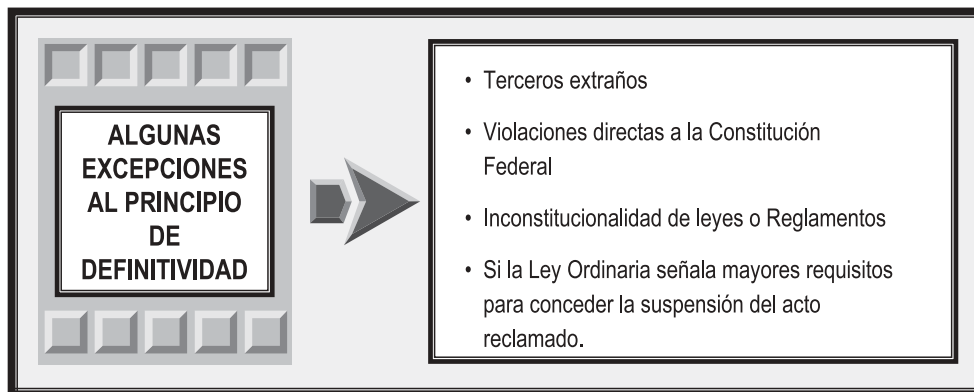 ALGUNAS
EXCEPCIONES
AL PRINCIPIO
DE
DEFINITIVIDAD
• Terceros extraños
• Violaciones directas a la Constitución
Federal
• Inconstitucionalidad de leyes o Reglamentos
• Si la Ley Ordinaria señala mayores requisitos
para conceder la suspensión del acto
reclamado.